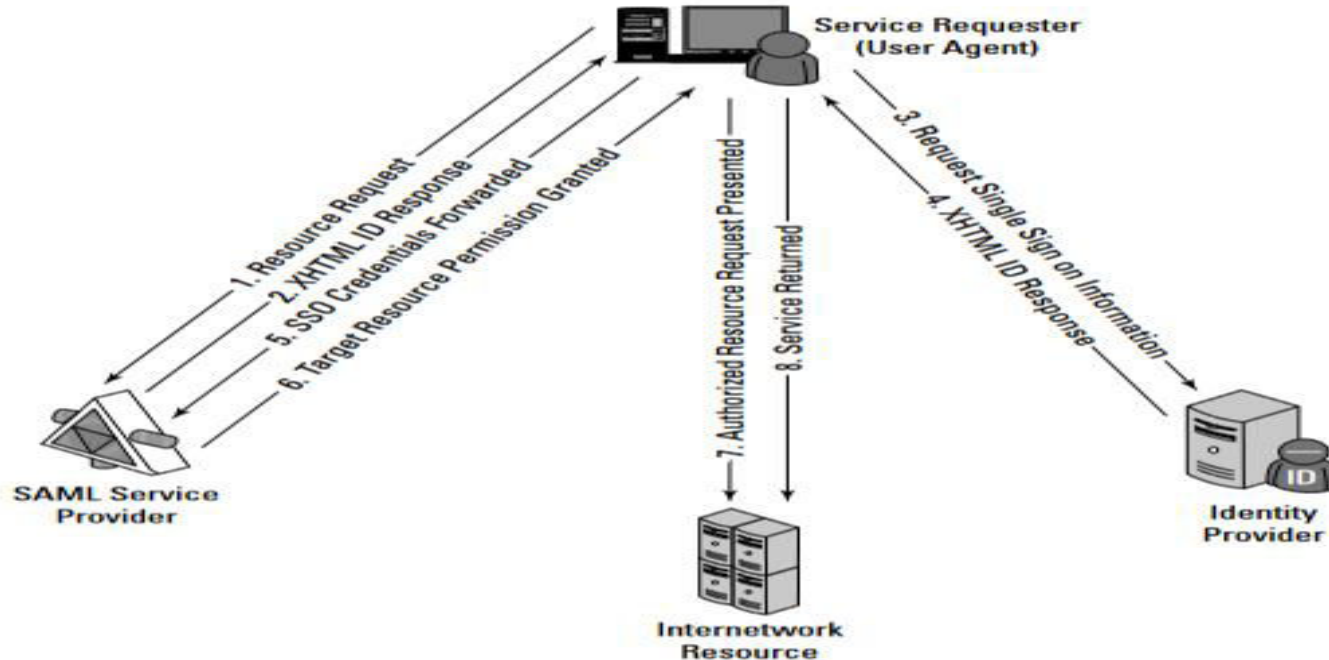 Service Requester
(User Agent)
1. Resource Request
2. XHTML ID Response
5. SSO Credentials Forwarded
6. Target Resource Permission Granted
7. Authorized Resource Request Presented
8. Service Returned
3. Request Single Sign on Information
4. XHTML ID Response
SAML Service
Provider
ID
Identity
Provider
Internetwork
Resource